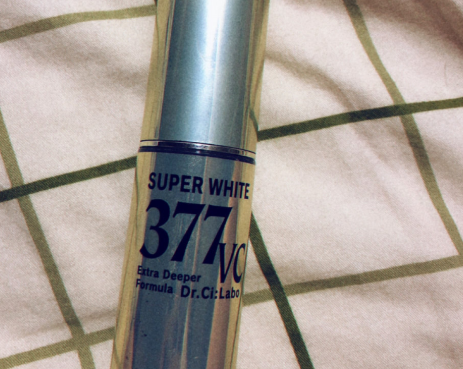 SUPER WHITE
377VC
Extra Deeper
Formula Dr.Ci:Labo